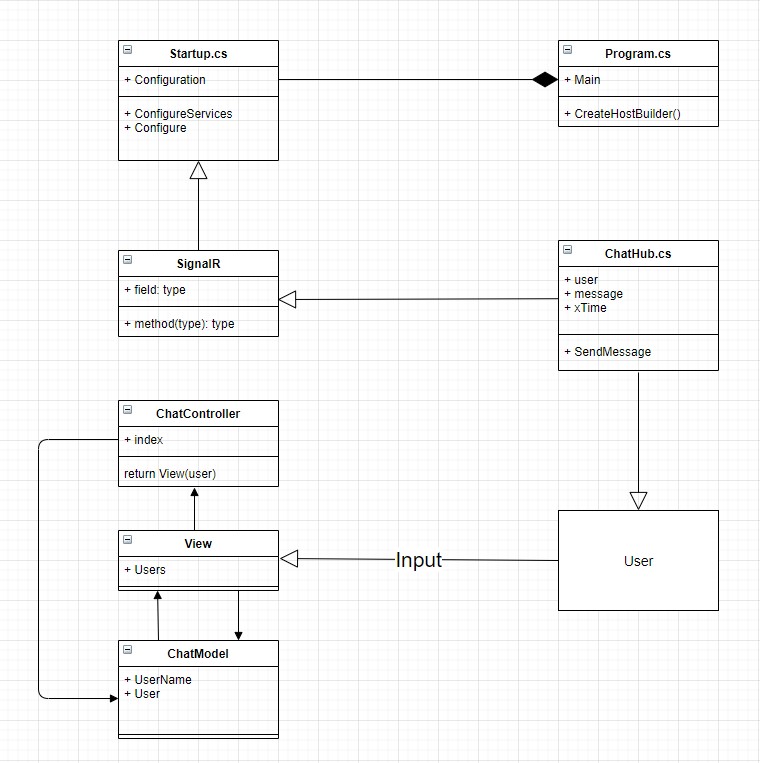 Startup.cs
+ Configuration
+ ConfigureServices
+ Configure
Program.cs
+ Main
+ CreateHostBuilder()
SignalR
+ field: type
+ method(type): type
ChatHub.cs
+ user
+ message
+ xTime
+ SendMessage
ChatController
+ index
return View(user)
View
+ Users
Input
User
ChatModel
+ UserName
+ User